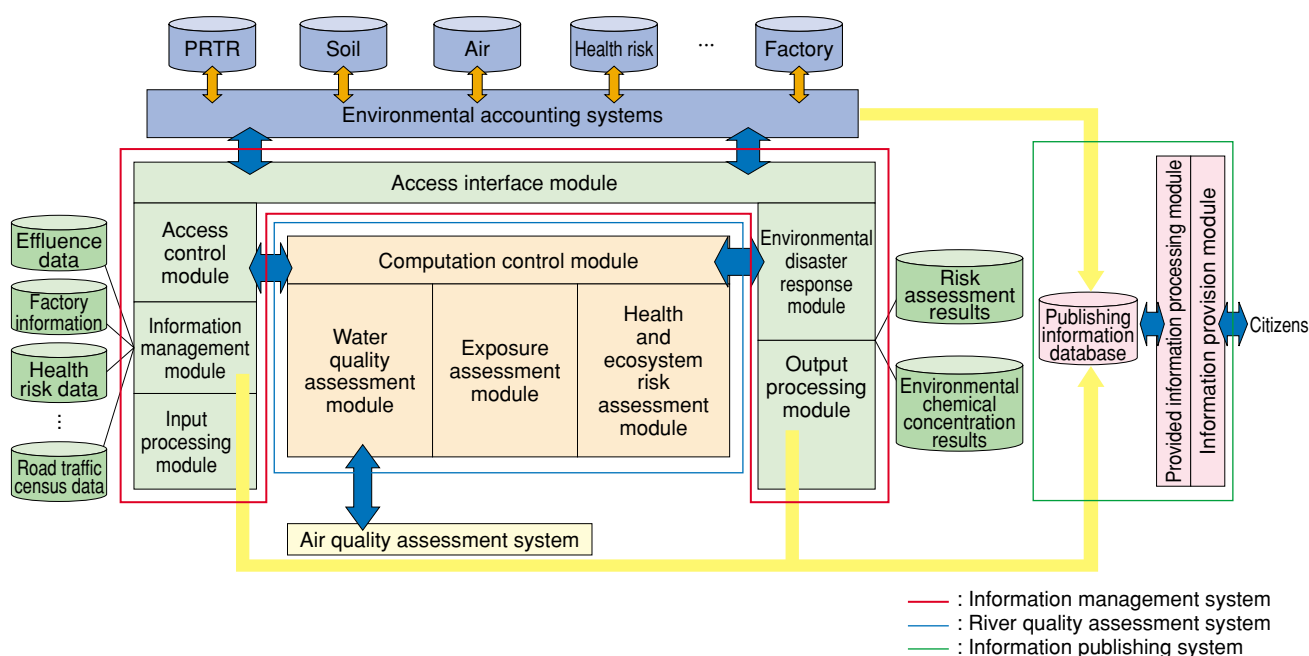 PRTR
Soil
Air
Health risk
...
Factory
Environmental accounting systems
Access interface module
Access
control
module
Information
management
module
Input
processing
module
Effluence
data
Factory
information
Health
risk data
...
Road traffic
census data
Computation control module
Water
quality
assessment
module
Exposure
assessment
module
Health
and
ecosystem
risk
assessment
module
Environmental
disaster
response
module
Output
processing
module
Risk
assessment
results
Environmental
chemical
concentration
results
Publishing
information
database
Provided information processing module
Information provision module
Citizens
Air quality assessment system
: Information management system
: River quality assessment system
: Information publishing system